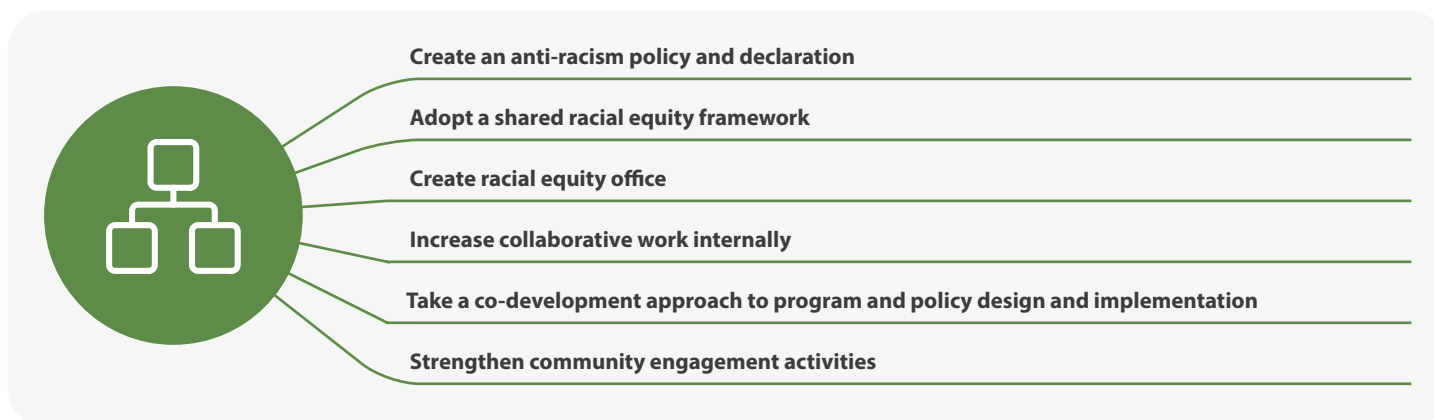 Create an anti-racism policy and declaration
Adopt a shared racial equity framework
Create racial equity office
Increase collaborative work internally
Take a co-development approach to program and policy design and implementation
Strengthen community engagement activities